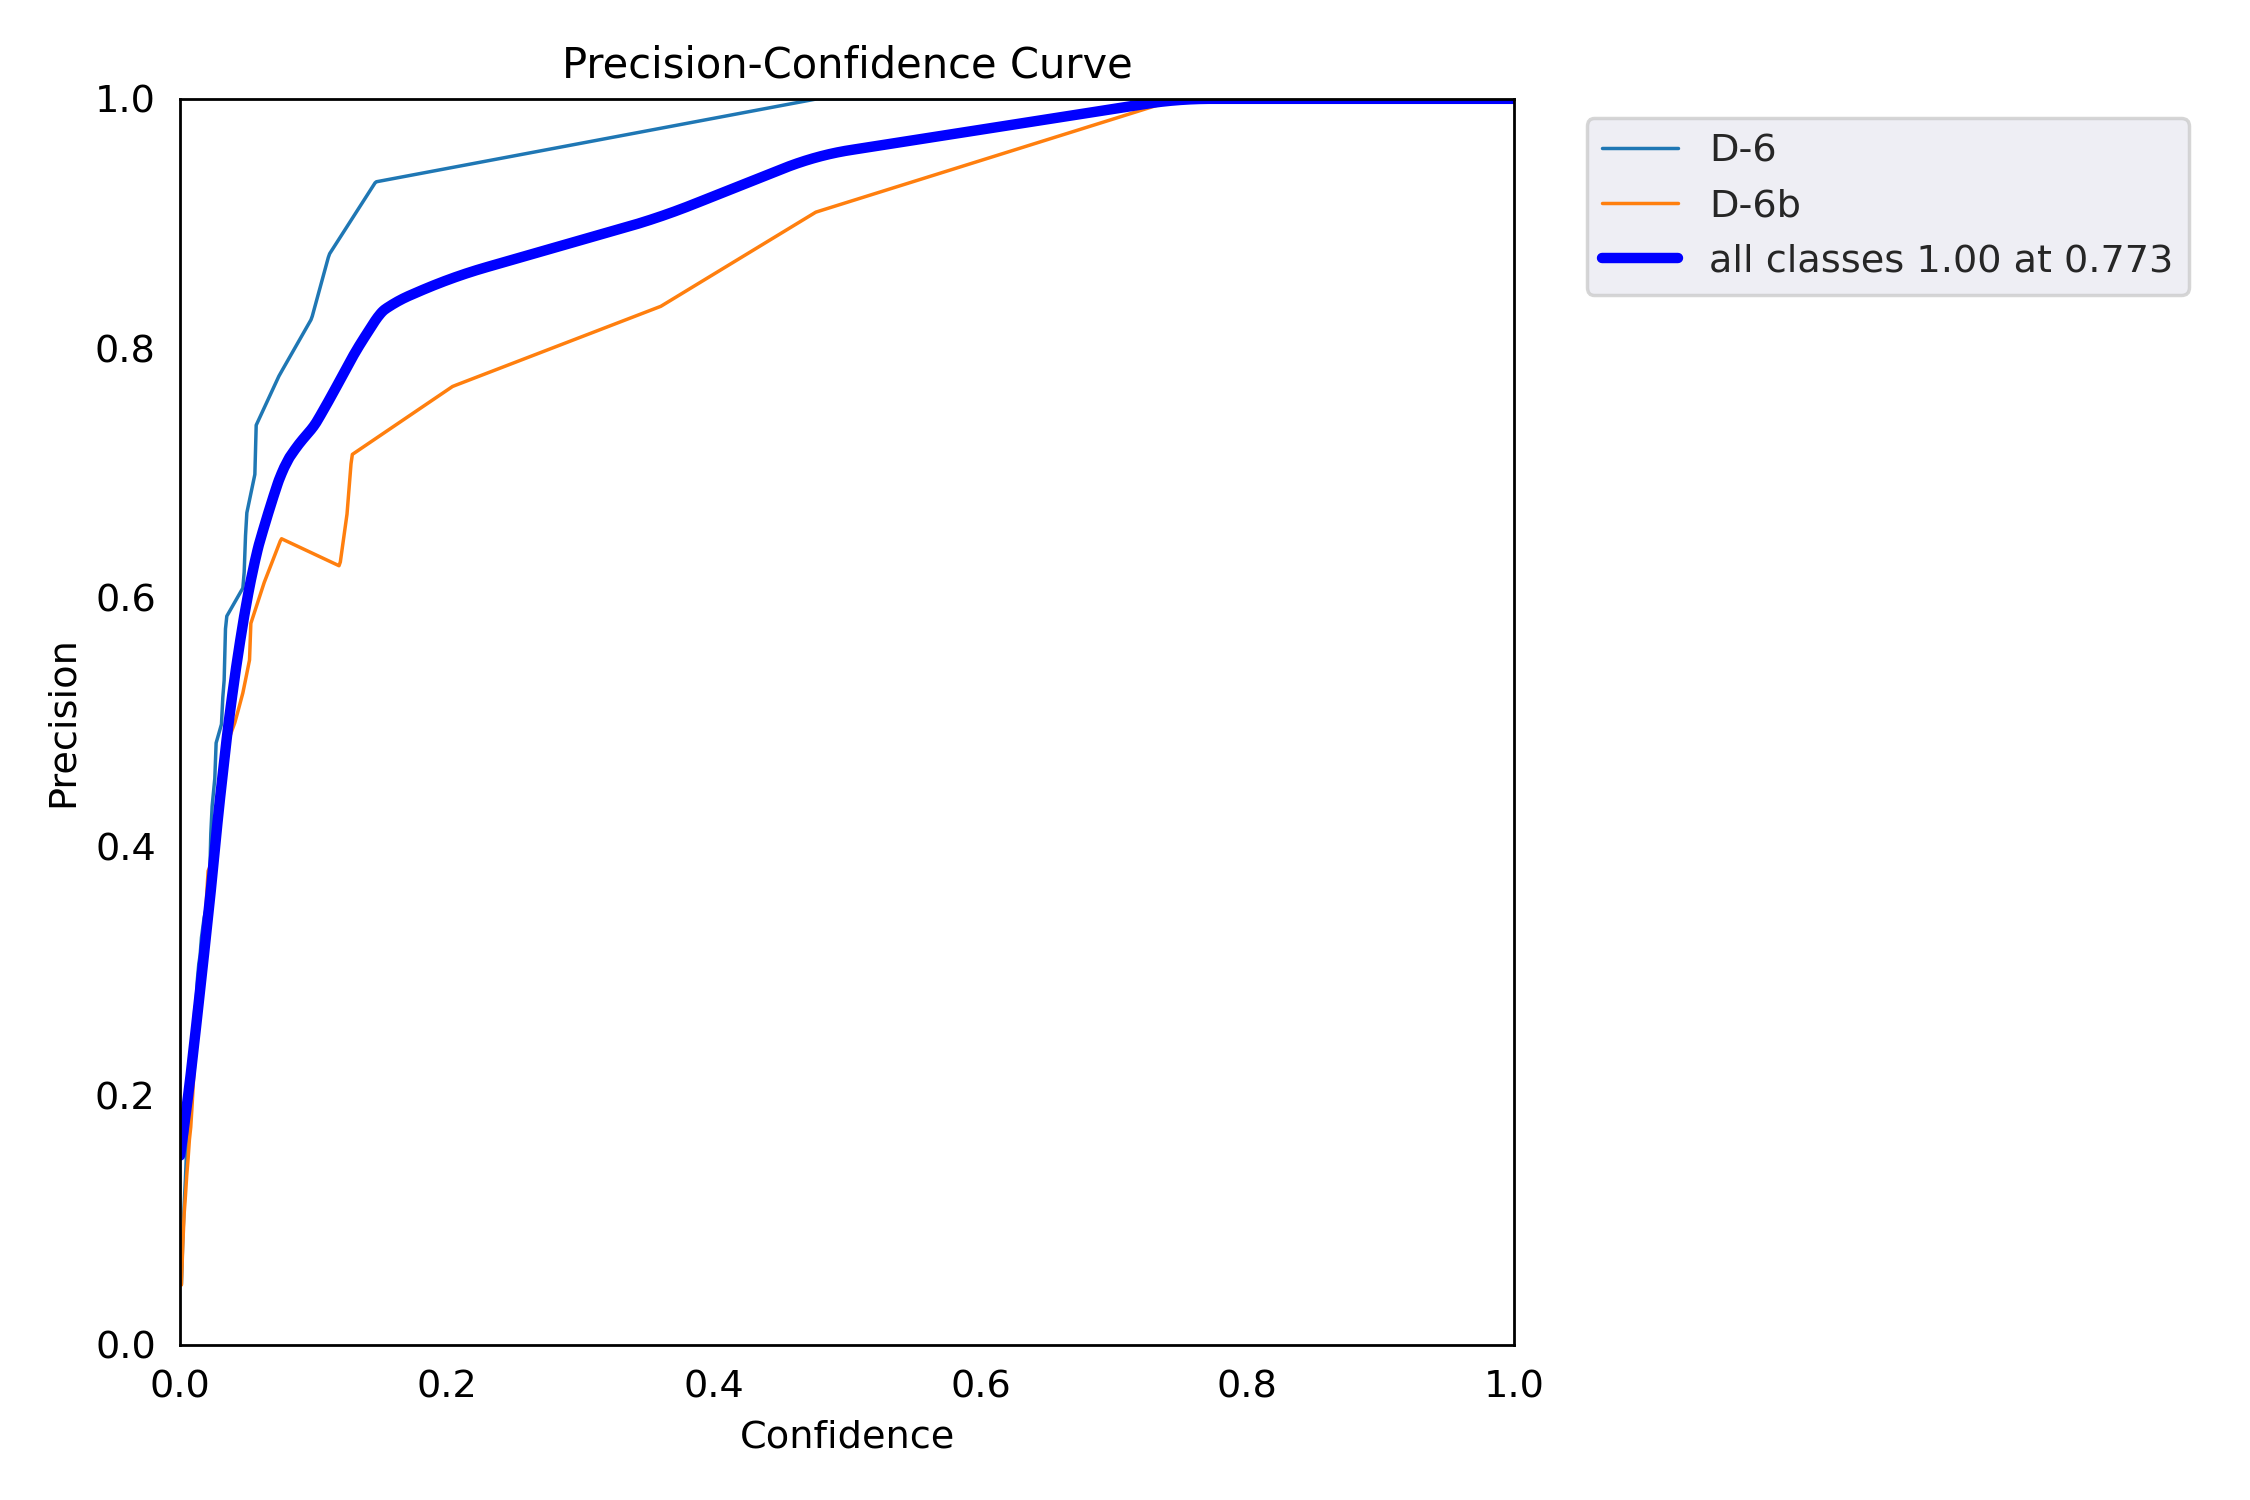 Precision-Confidence Curve
1.0
0.8
0.6
0.4
0.2
0.0
Precision
0.0 0.2 0.4 0.6 0.8 1.0
Confidence
D-6
D-6b
all classes 1.00 at 0.773